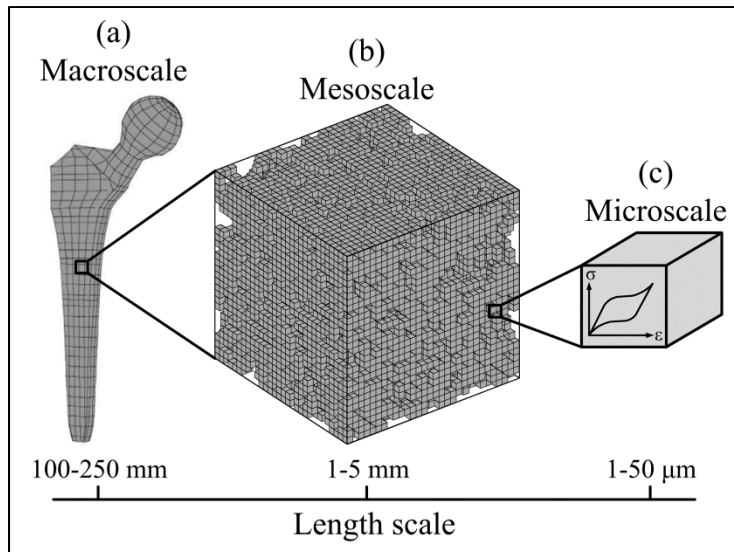 (a)
Macroscale
(b)
Mesoscale
(c)
Microscale
σ
ε
100-250 mm
1-5 mm
1-50 μm
Length scale